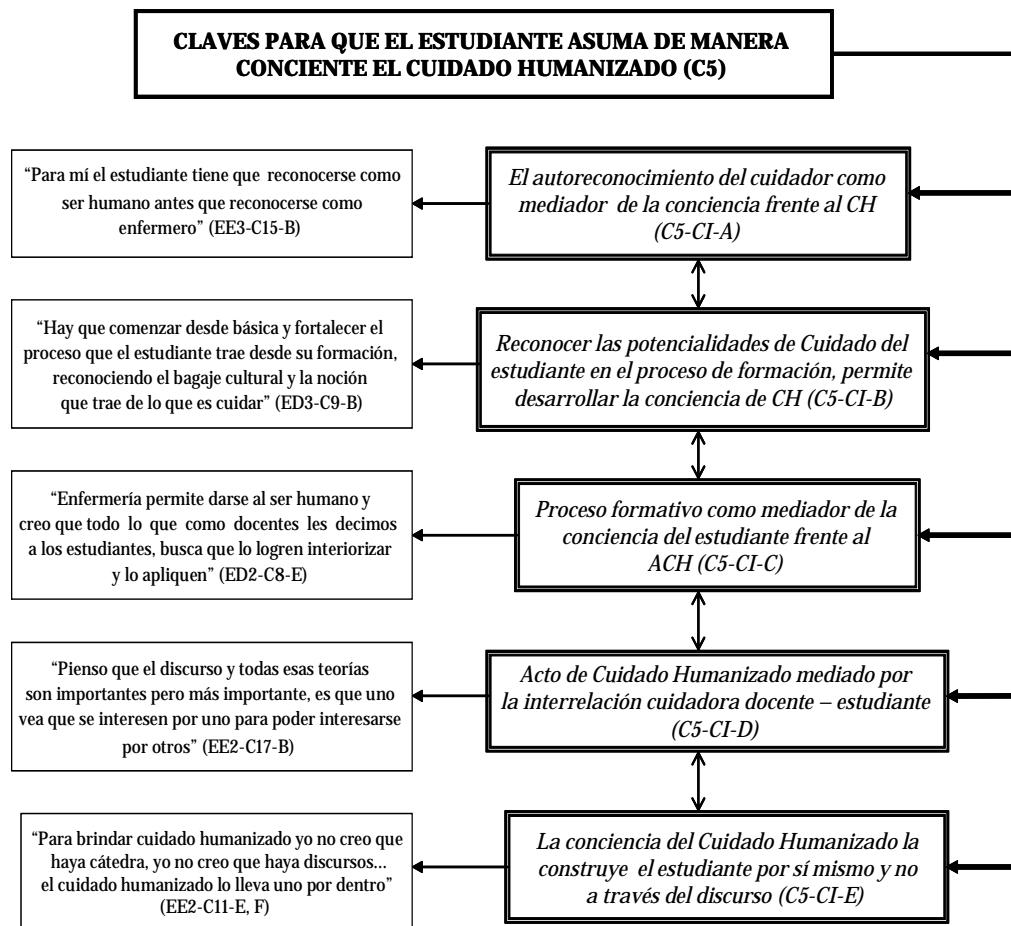 CLAVES PARA QUE EL ESTUDIANTE ASUMA DE MANERA
CONCIENTE EL CUIDADO HUMANIZADO (C5)
“Para mí el estudiante tiene que reconocerse como
ser humano antes que reconocerse como
enfermero” (EE3-C15-B)
El autoreconocimiento del cuidador como
mediador de la conciencia frente al CH
(C5-CI-A)
“Hay que comenzar desde básica y fortalecer el
proceso que el estudiante trae desde su formación,
reconociendo el bagaje cultural y la noción
que trae de lo que es cuidar” (ED3-C9-B)
Reconocer las potencialidades de Cuidado del
estudiante en el proceso de formación, permite
desarrollar la conciencia de CH (C5-CI-B)
“Enfermería permite darse al ser humano y
creo que todo lo que como docentes les decimos
a los estudiantes, busca que lo logren interiorizar
y lo apliquen” (ED2-C8-E)
Proceso formativo como mediador de la
conciencia del estudiante frente al
ACH (C5-CI-C)
“Pienso que el discurso y todas esas teorías
son importantes pero más importante, es que uno
vea que se interesen por uno para poder interesarse
por otros” (EE2-C17-B)
Acto de Cuidado Humanizado mediado por
la interrelación cuidadora docente – estudiante
(C5-CI-D)
“Para brindar cuidado humanizado yo no creo que
haya cátedra, yo no creo que haya discursos...
el cuidado humanizado lo lleva uno por dentro”
(EE2-C11-E, F)
La conciencia del Cuidado Humanizado la
construye el estudiante por sí mismo y no
a través del discurso (C5-CI-E)